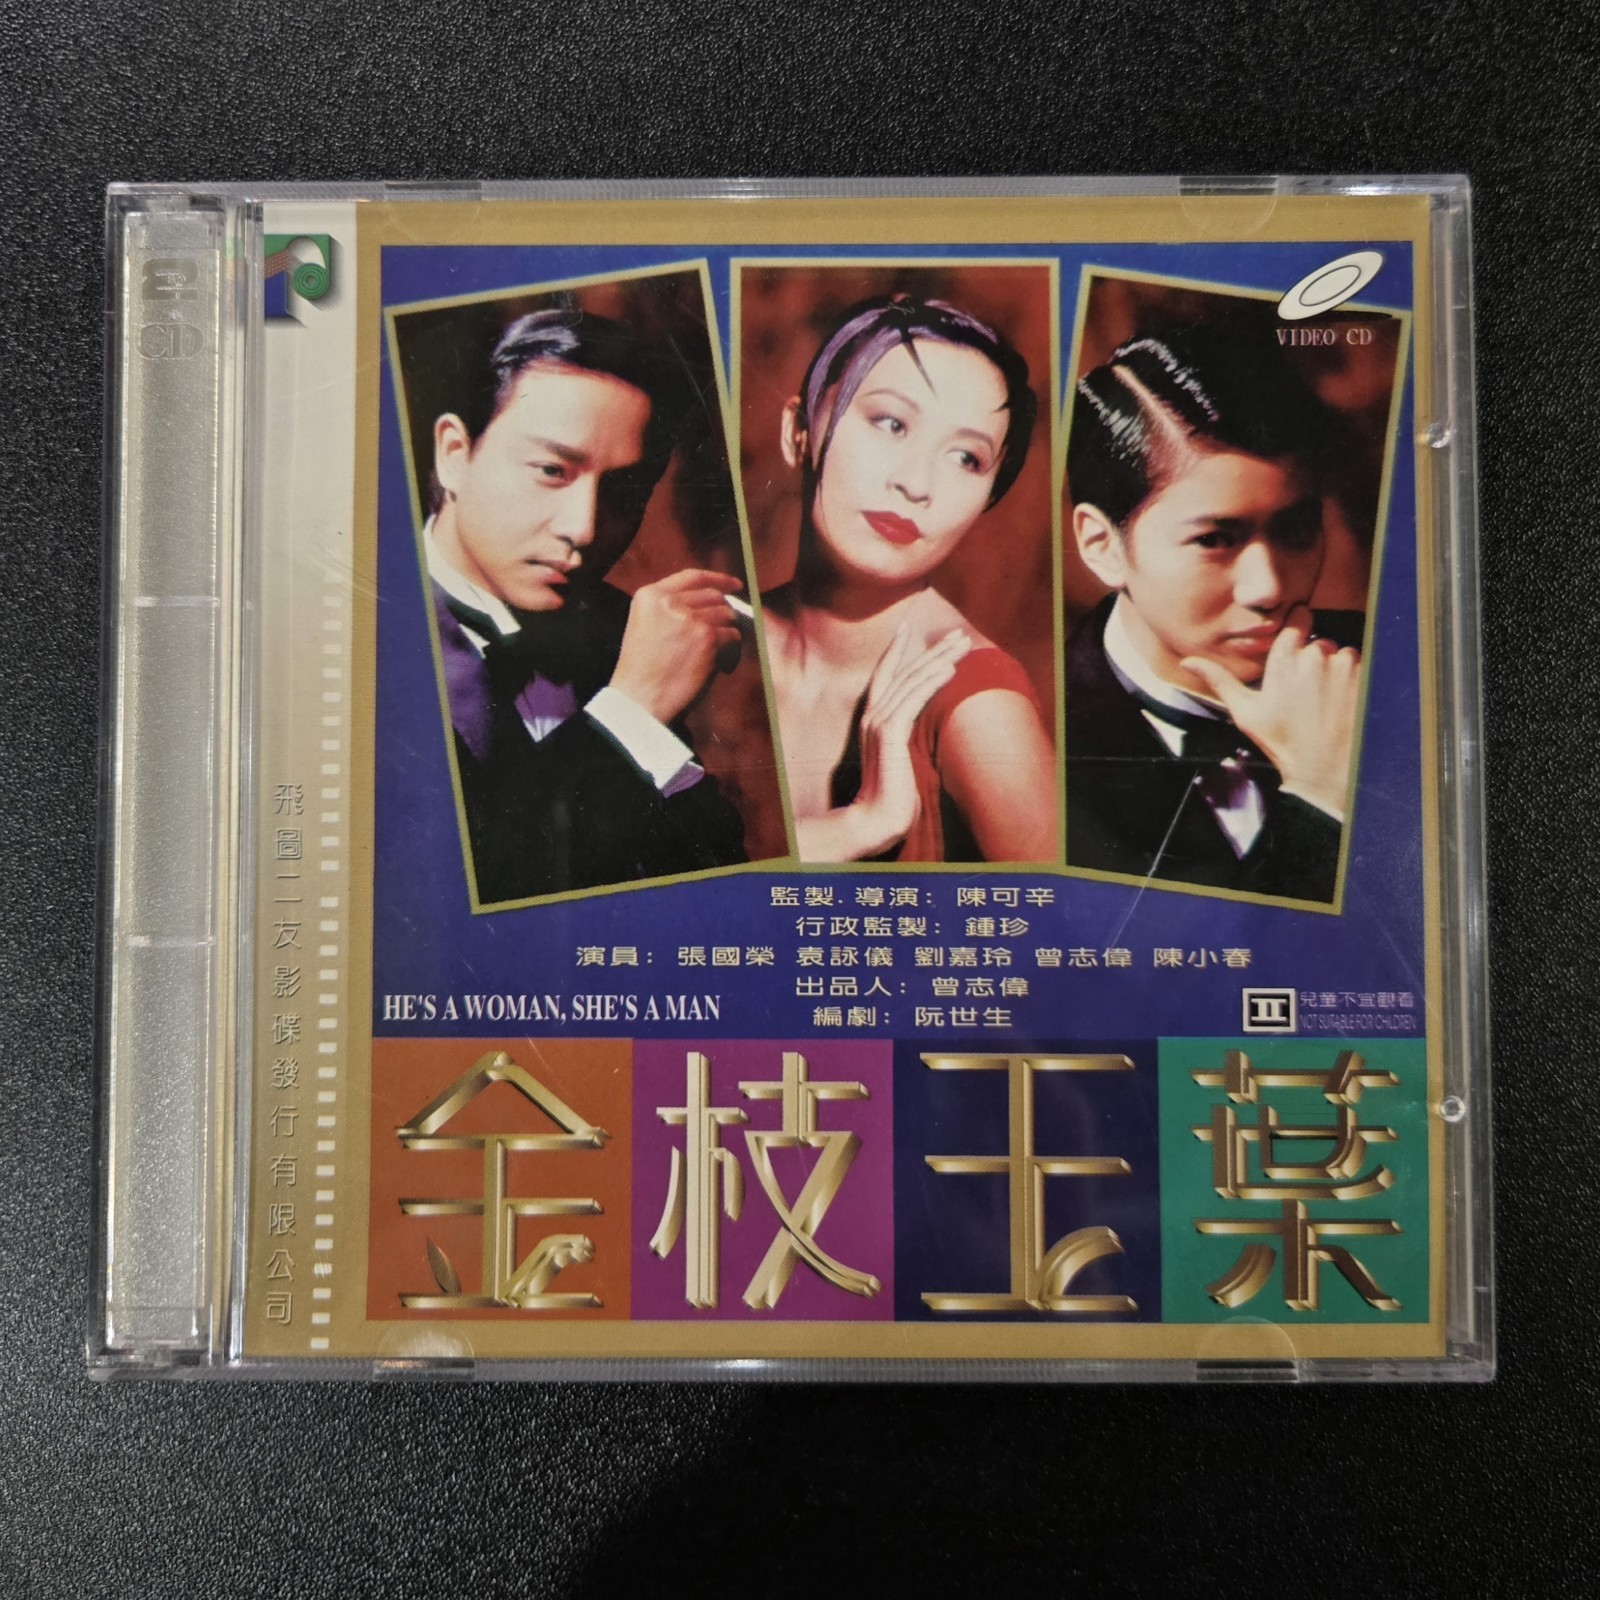 2
CD
VIDEO CD
飛圖二友影碟發行有限公司
監製.導演: 陳可辛
行政監製: 鍾珍
演員: 張國榮 袁詠儀 劉嘉玲 曾志偉 陳小春
出品人: 曾志偉
編劇: 阮世生
HE'S A WOMAN, SHE'S A MAN
II 兒童不宜觀看
NOT SUITABLE FOR CHILDREN
金枝玉葉